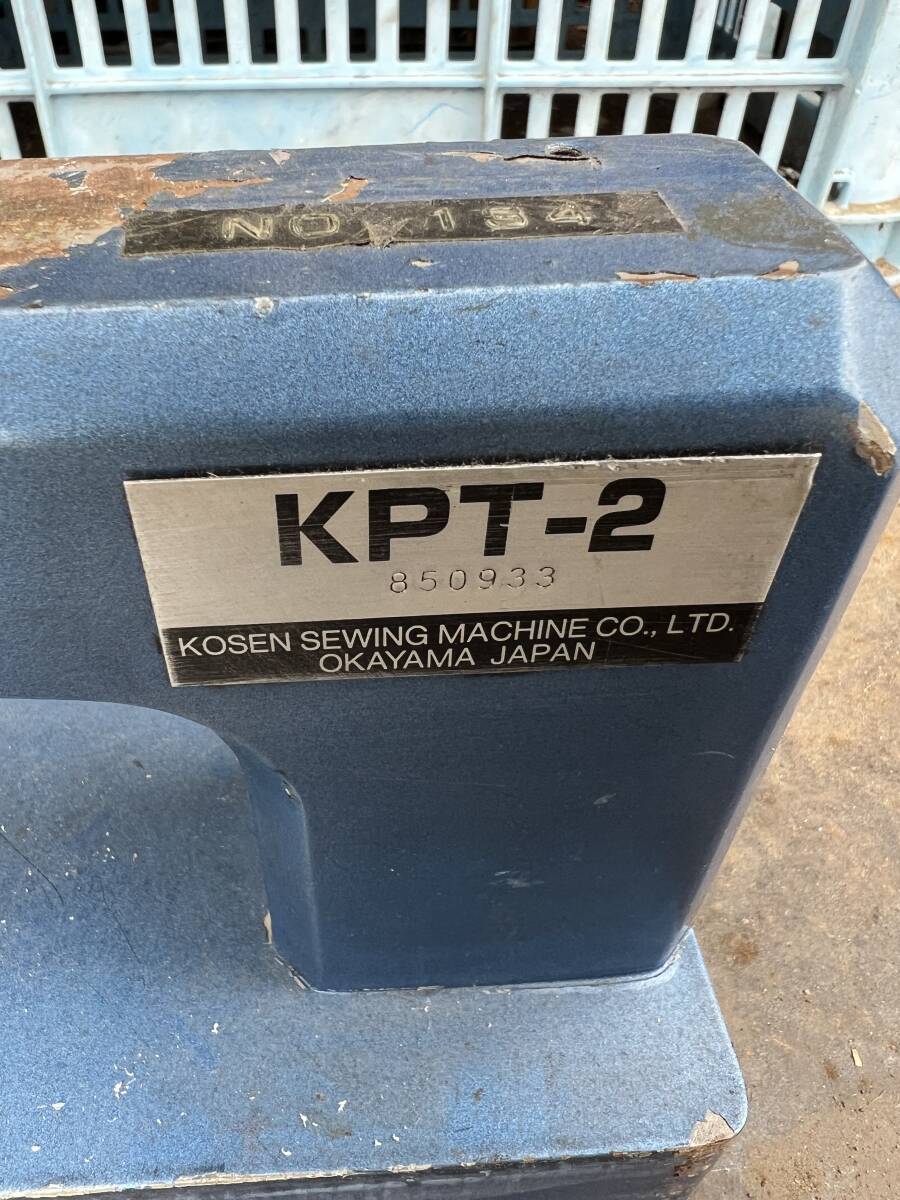 NO 134
KPT-2
850933
KOSEN SEWING MACHINE CO., LTD.
OKAYAMA JAPAN